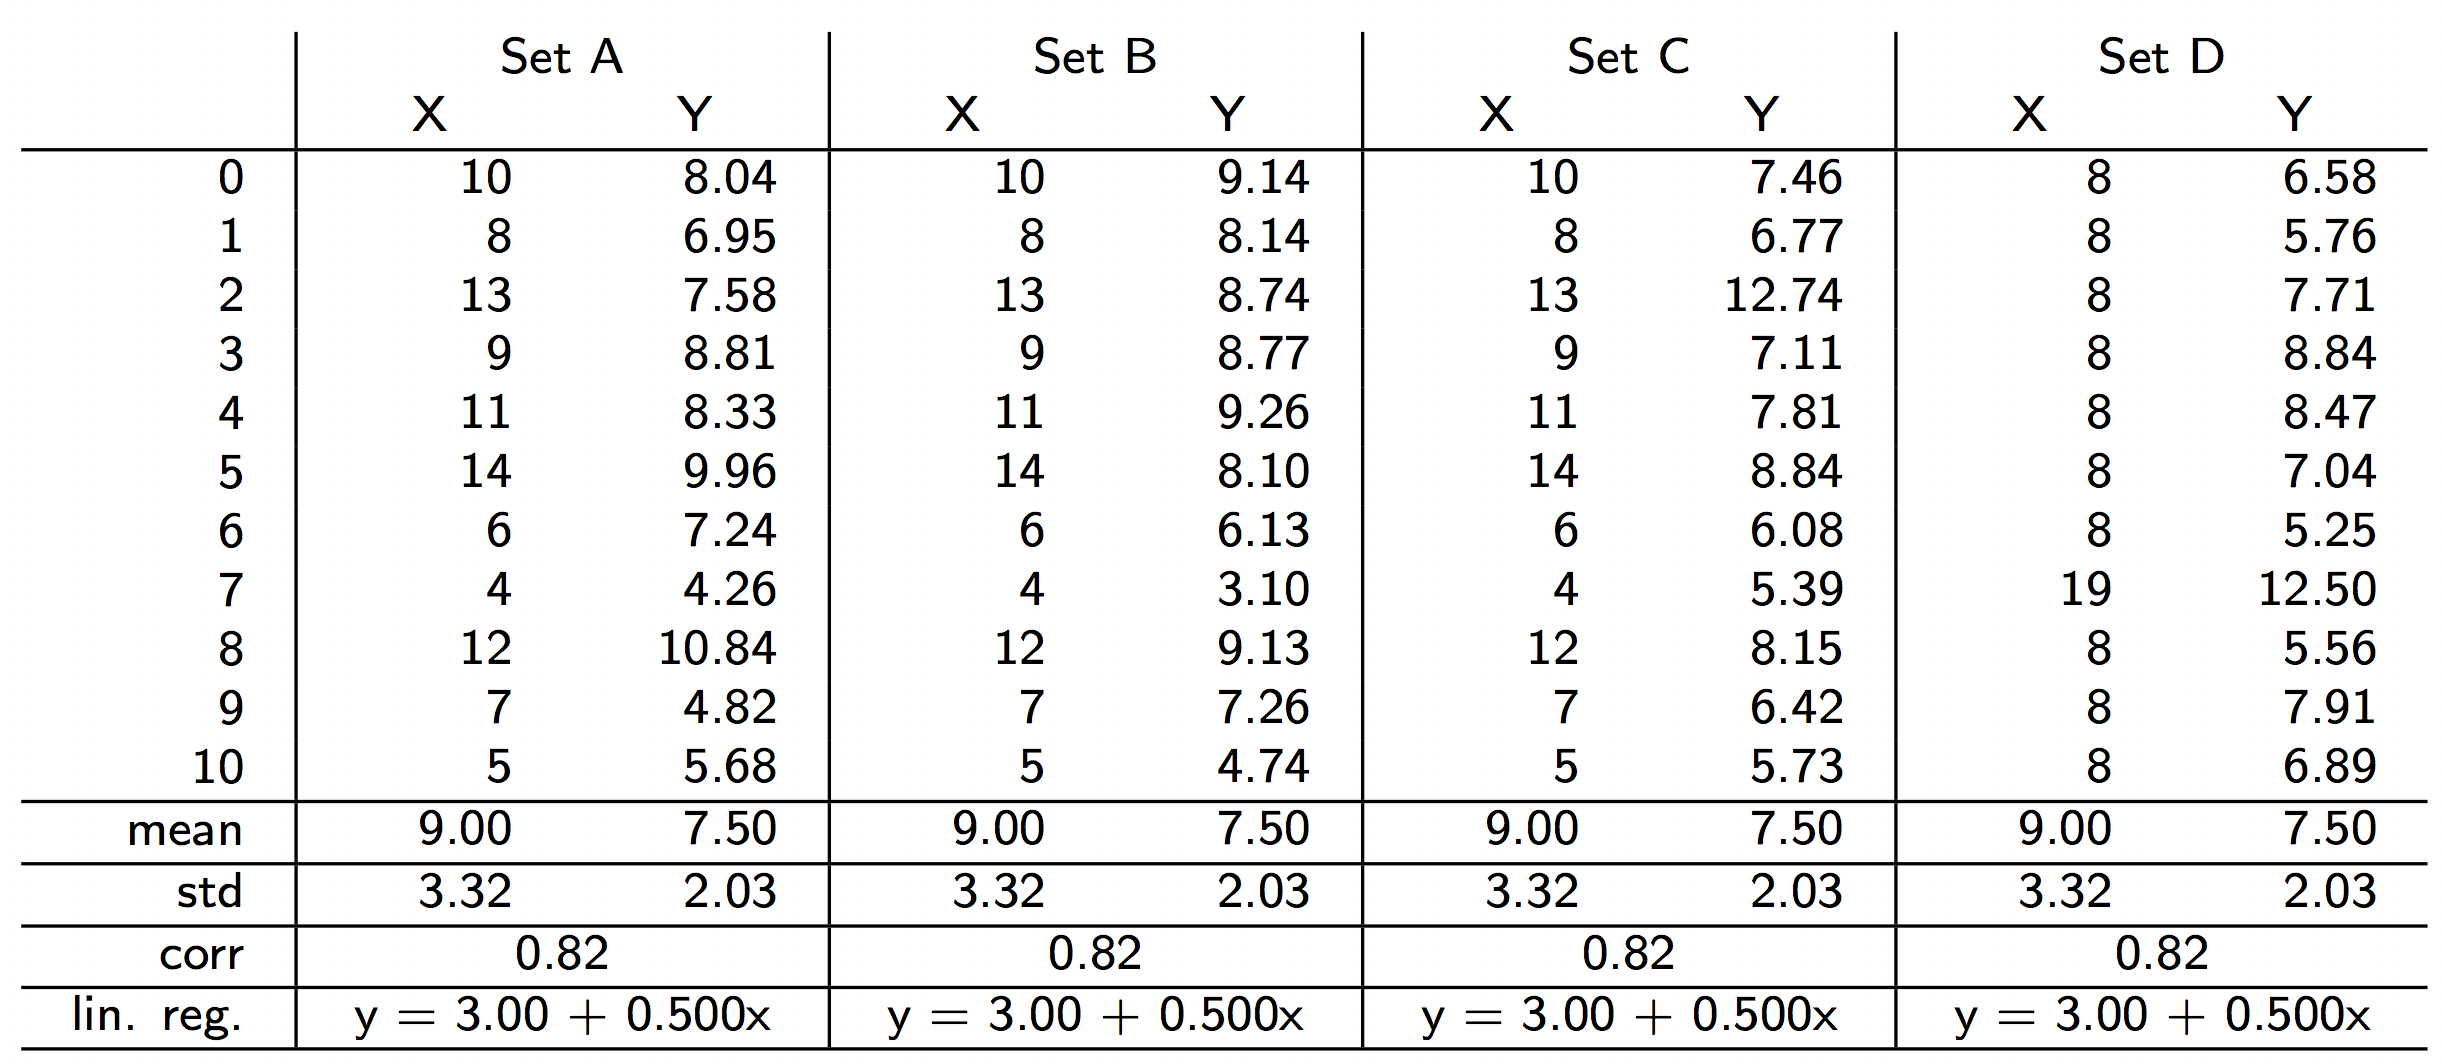 Set A Set B Set C Set D
X Y X Y X Y X Y
0 10 8.04 10 9.14 10 7.46 8 6.58
1 8 6.95 8 8.14 8 6.77 8 5.76
2 13 7.58 13 8.74 13 12.74 8 7.71
3 9 8.81 9 8.77 9 7.11 8 8.84
4 11 8.33 11 9.26 11 7.81 8 8.47
5 14 9.96 14 8.10 14 8.84 8 7.04
6 6 7.24 6 6.13 6 6.08 8 5.25
7 4 4.26 4 3.10 4 5.39 19 12.50
8 12 10.84 12 9.13 12 8.15 8 5.56
9 7 4.82 7 7.26 7 6.42 8 7.91
10 5 5.68 5 4.74 5 5.73 8 6.89
mean 9.00 7.50 9.00 7.50 9.00 7.50 9.00 7.50
std 3.32 2.03 3.32 2.03 3.32 2.03 3.32 2.03
corr 0.82 0.82 0.82 0.82
lin. reg. y = 3.00 + 0.500x y = 3.00 + 0.500x y = 3.00 + 0.500x y = 3.00 + 0.500x